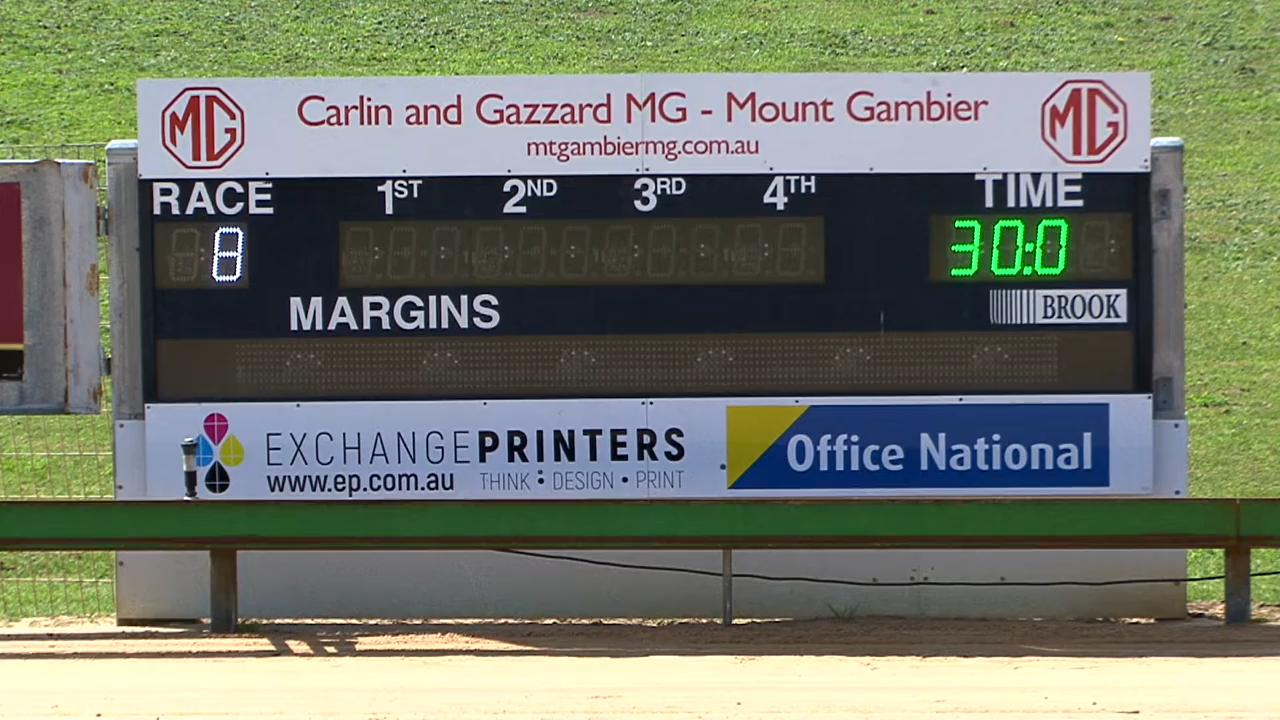 MG Carlin and Gazzard MG - Mount Gambier MG
mtgambiermg.com.au
RACE 1ST 2ND 3RD 4TH TIME
8 30:0
MARGINS BROOK
EXCHANGEPRINTERS Office National
www.ep.com.au THINK : DESIGN • PRINT